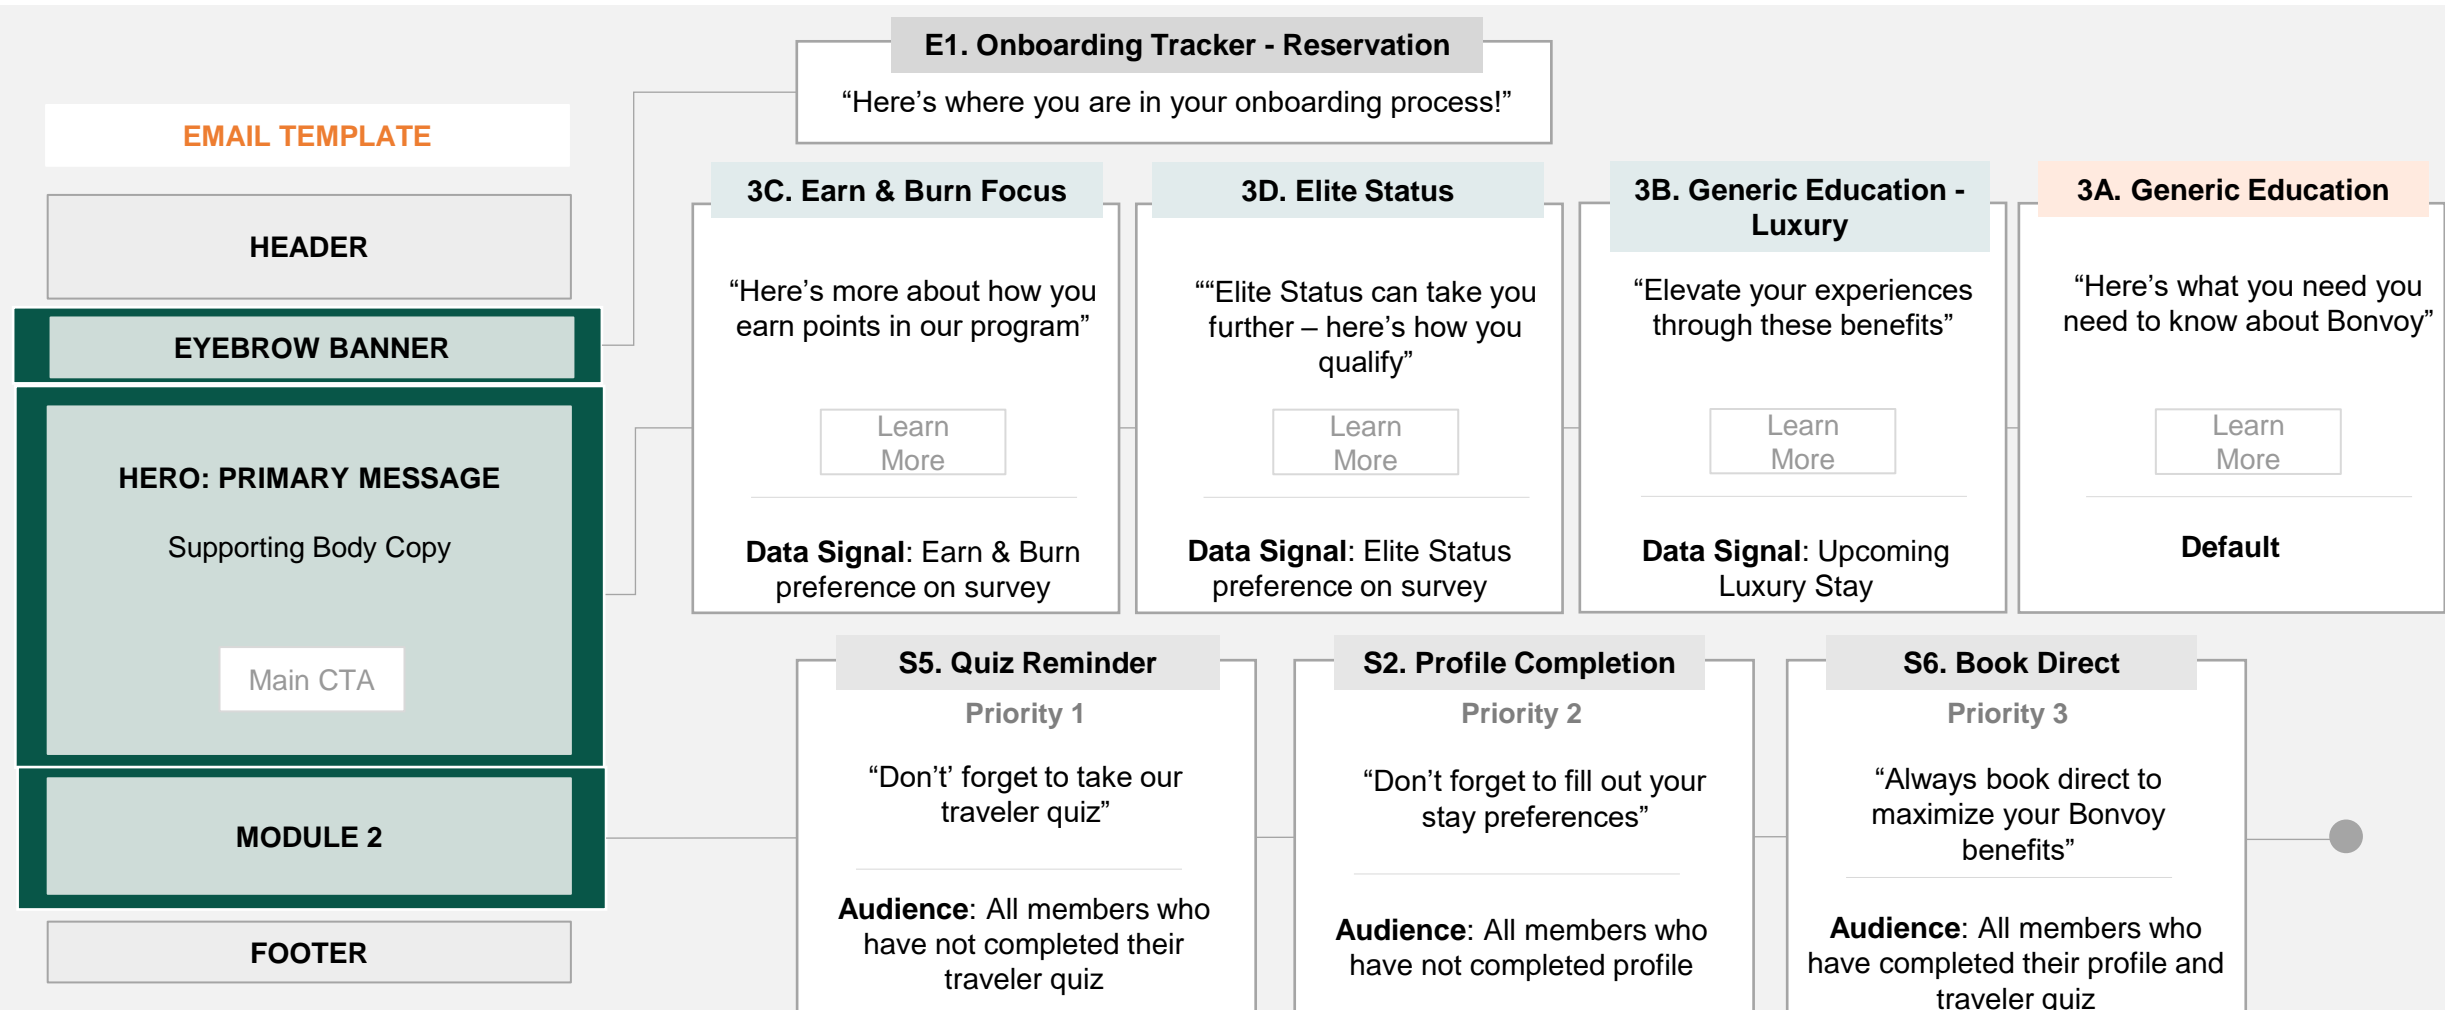 E1. Onboarding Tracker - Reservation
“Here’s where you are in your onboarding process!”
EMAIL TEMPLATE
HEADER
EYEBROW BANNER
HERO: PRIMARY MESSAGE
Supporting Body Copy
Main CTA
MODULE 2
FOOTER
3C. Earn & Burn Focus
“Here’s more about how you
earn points in our program”
Learn
More
Data Signal: Earn & Burn
preference on survey
3D. Elite Status
““Elite Status can take you
further – here’s how you
qualify”
Learn
More
Data Signal: Elite Status
preference on survey
3B. Generic Education -
Luxury
“Elevate your experiences
through these benefits”
Learn
More
Data Signal: Upcoming
Luxury Stay
3A. Generic Education
“Here’s what you need you
need to know about Bonvoy”
Learn
More
Default
S5. Quiz Reminder
Priority 1
“Don’t’ forget to take our
traveler quiz”
Audience: All members who
have not completed their
traveler quiz
S2. Profile Completion
Priority 2
“Don’t forget to fill out your
stay preferences”
Audience: All members who
have not completed profile
S6. Book Direct
Priority 3
“Always book direct to
maximize your Bonvoy
benefits”
Audience: All members who
have completed their profile and
traveler quiz